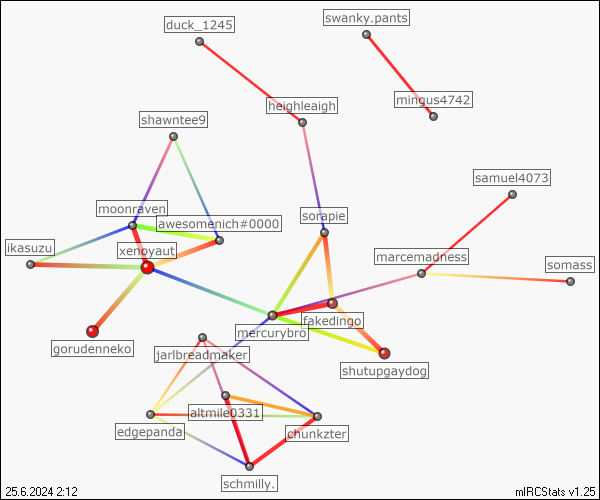 duck_1245
swanky.pants
mingus4742
heighleaigh
shawntee9
samuel4073
moonraven
awesomenich#0000
sorapie
ikasuzu
xenoyaut
marcemadness
somass
fakedingo
mercurybro
gorudenneko
jarlbreadmaker
shutupgaydog
altmile0331
edgepanda
chunkzter
schmilly.
25.6.2024 2:12
mIRCStats v1.25